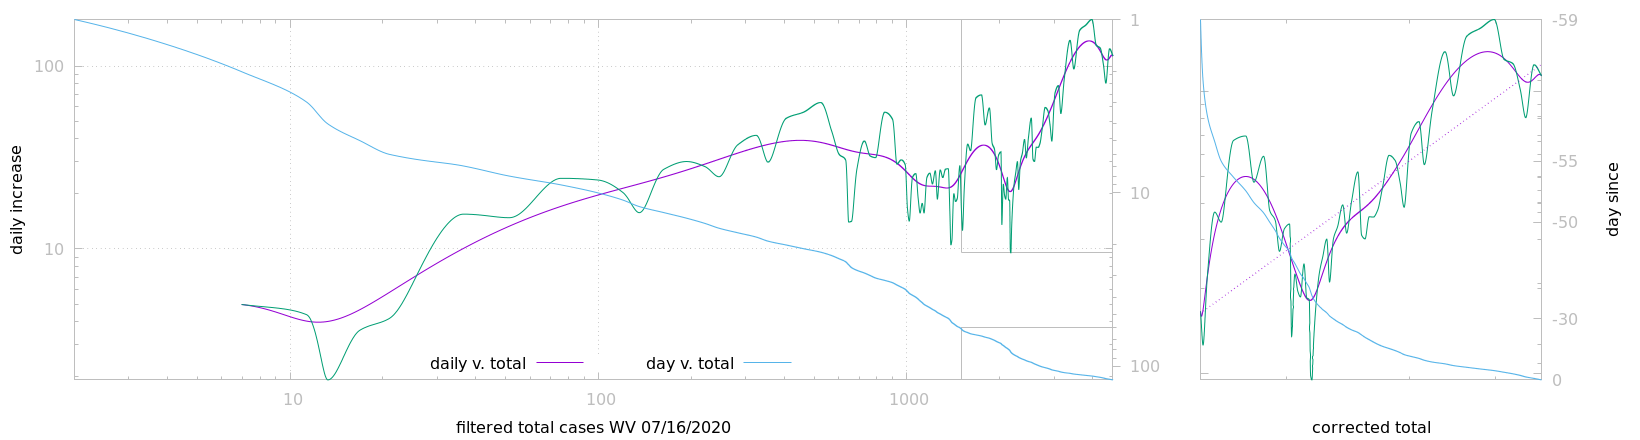 daily increase
100
10
daily v. total
day v. total
10
100
1000
filtered total cases WV 07/16/2020
1
10
100
corrected total
-59
-55
-50
-30
0
day since